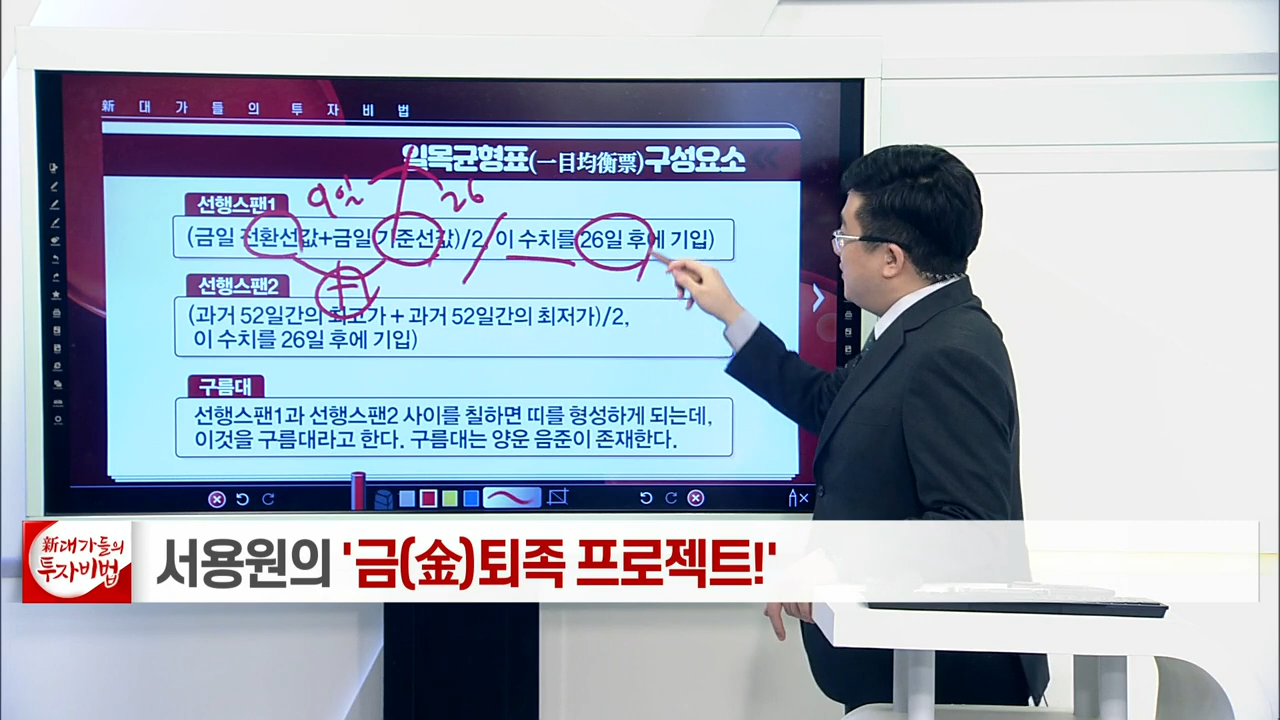 新 대 가 들 의 투 자 비 법
일목균형표(一目均衡票)구성요소
선행스팬1
9일
26
(금일 전환선값+금일 기준선값)/2, 이 수치를 26일 후에 기입)
선행스팬2
(과거 52일간의 최고가 + 과거 52일간의 최저가)/2,
이 수치를 26일 후에 기입)
구름대
선행스팬1과 선행스팬2 사이를 칠하면 띠를 형성하게 되는데,
이것을 구름대라고 한다. 구름대는 양운 음준이 존재한다.
新대가들의
투자비법
서용원의 '금(金)퇴족 프로젝트!'